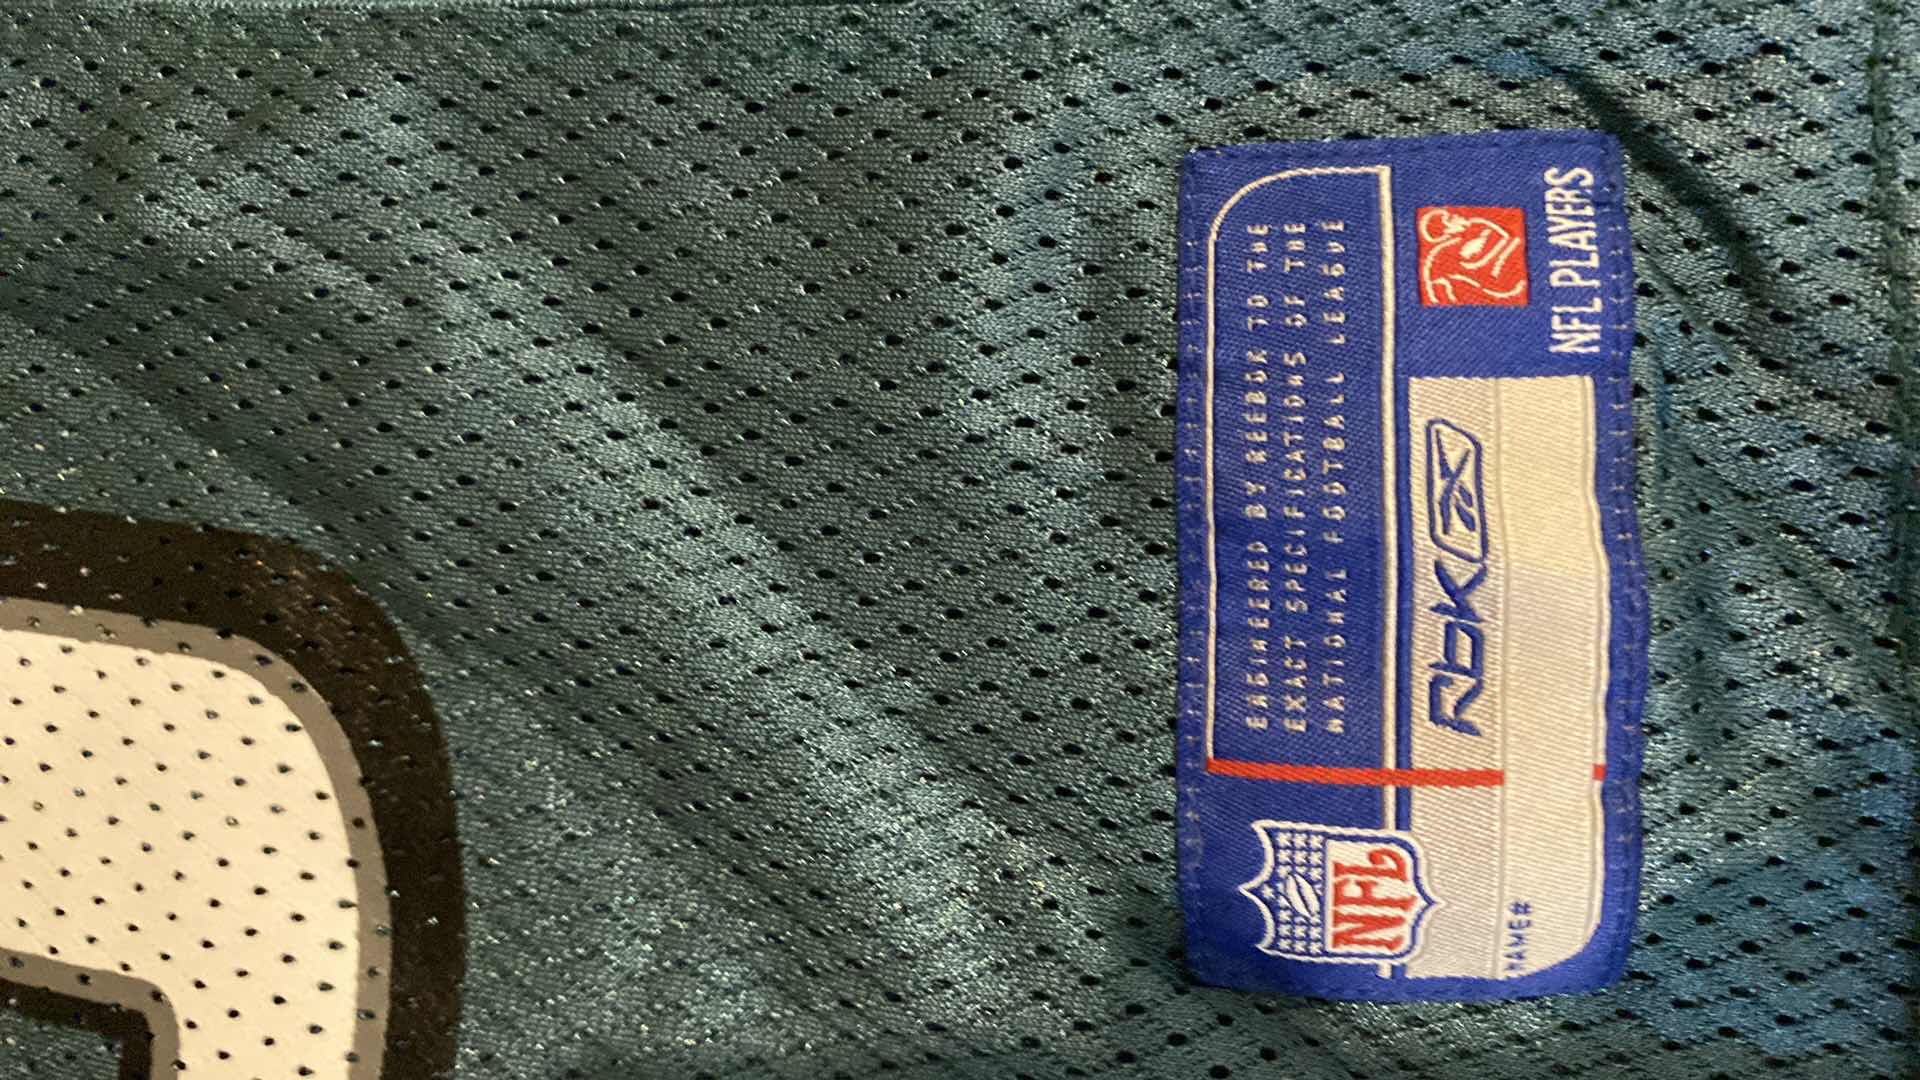 ENGINEERED BY REEBOK TO THE
EXACT SPECIFICATIONS OF THE
NATIONAL FOOTBALL LEAGUE
NFL PLAYERS
RBK
NFL
NAME#